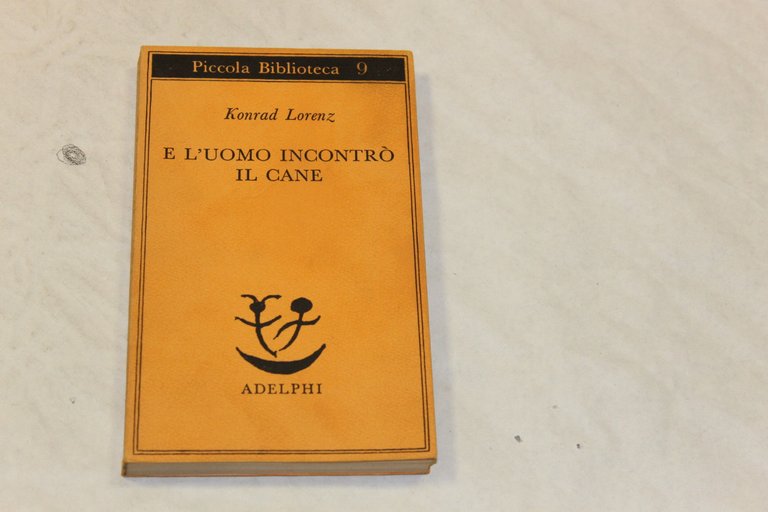 Piccola Biblioteca 9
Konrad Lorenz
E L'UOMO INCONTRÒ
IL CANE
ADELPHI